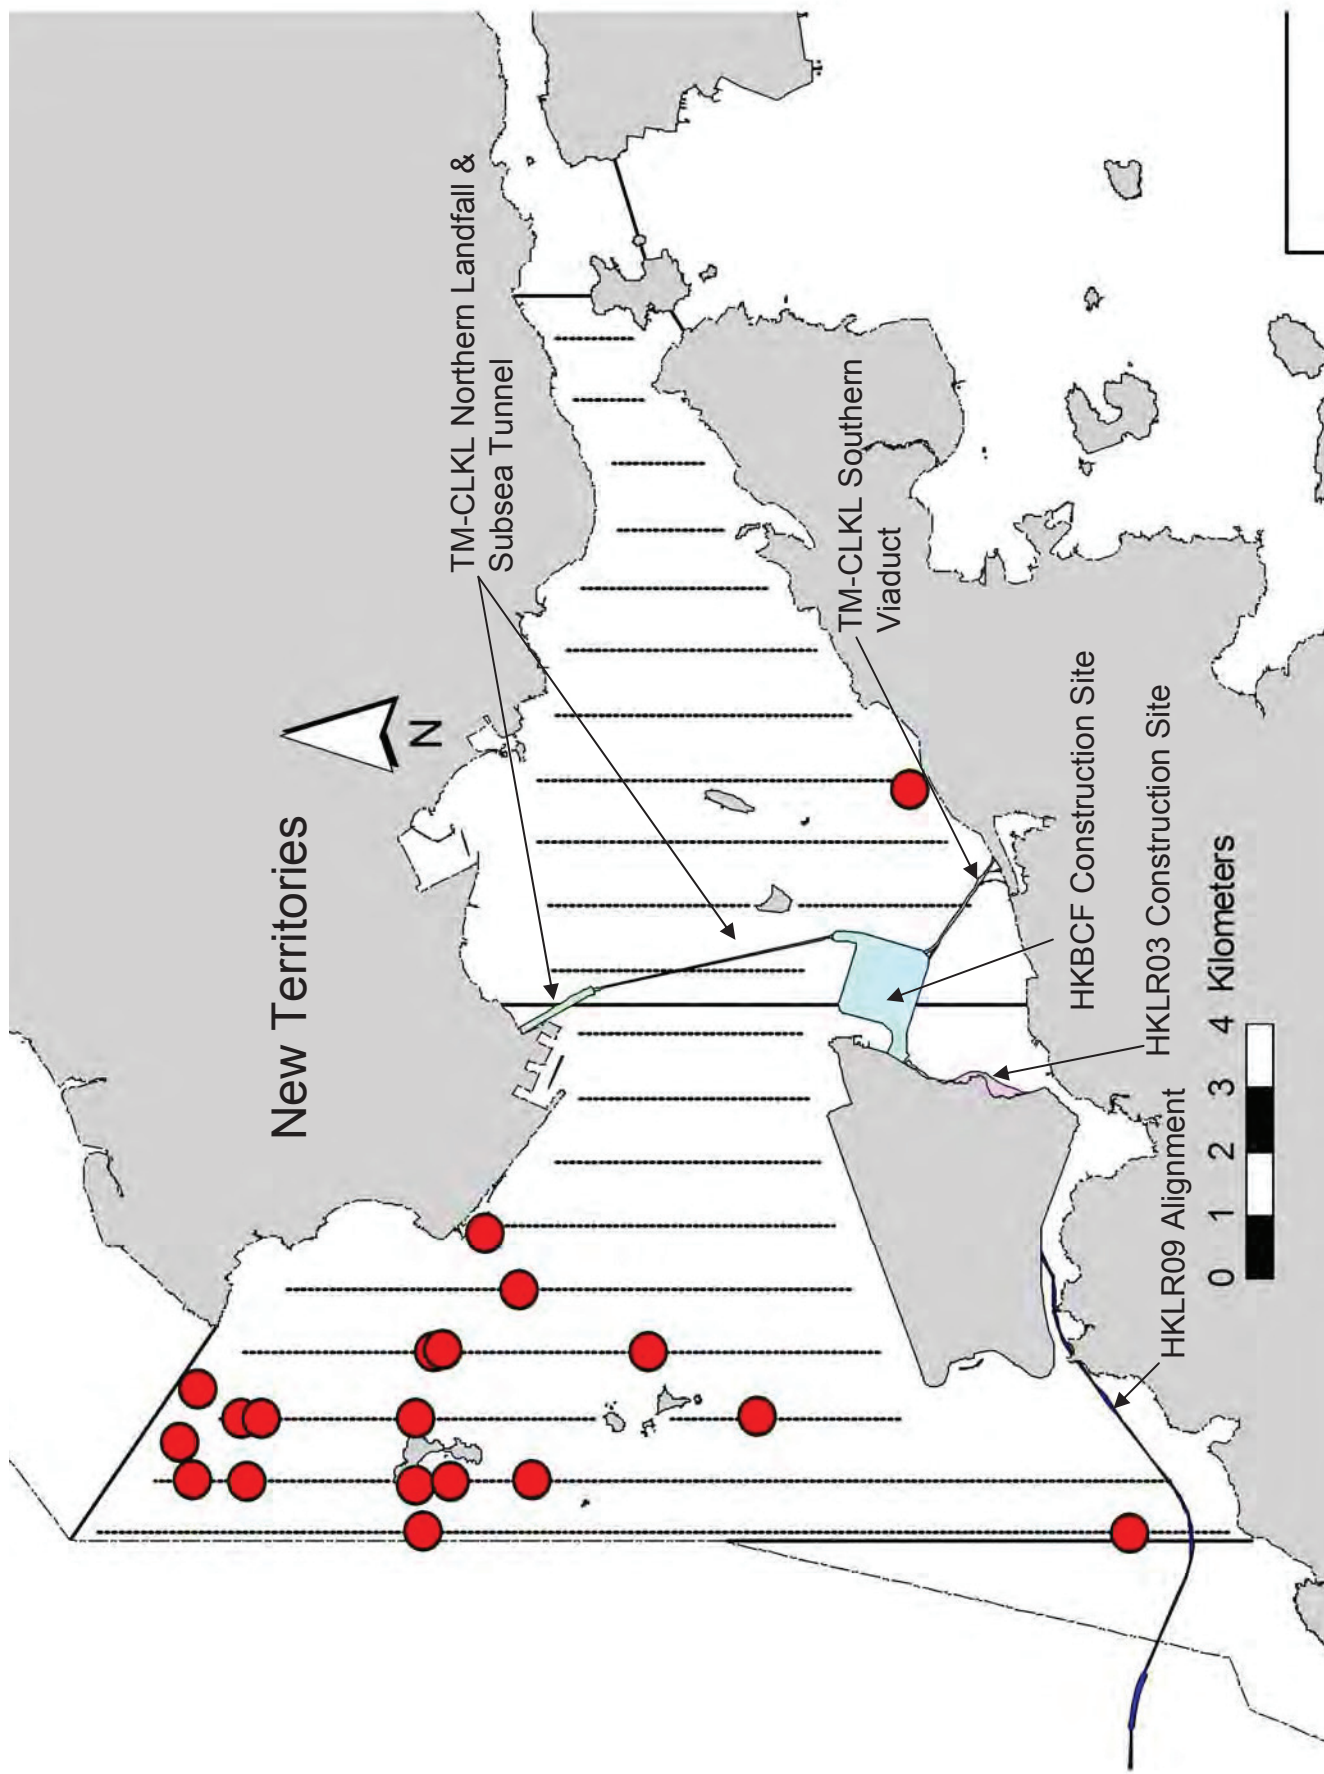 New Territories
TM-CLKL Northern Landfall &
Subsea Tunnel
N
TM-CLKL Southern
Viaduct
HKBCF Construction Site
HKLR03 Construction Site
HKLR09 Alignment
0 1 2 3 4 Kilometers